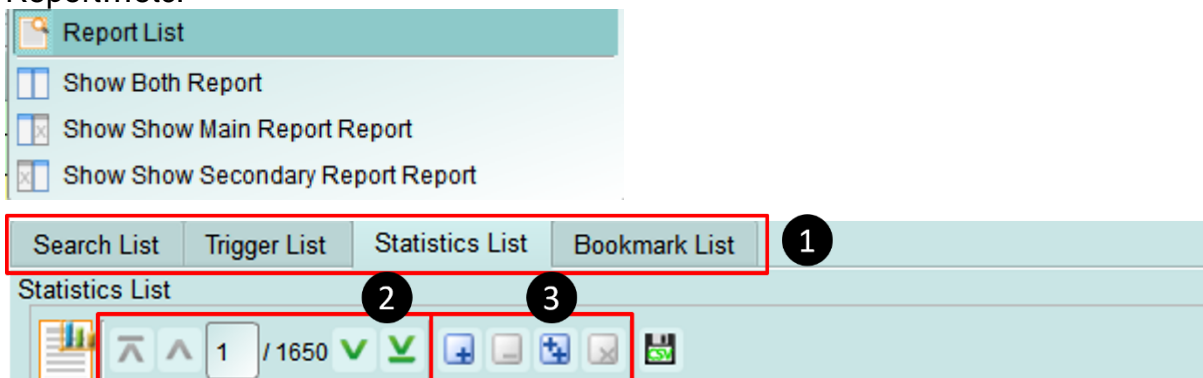 Report List
Show Both Report
Show Show Main Report Report
Show Show Secondary Report Report
Search List Trigger List Statistics List Bookmark List 1
Statistics List 2 3
1 / 1650 CSV